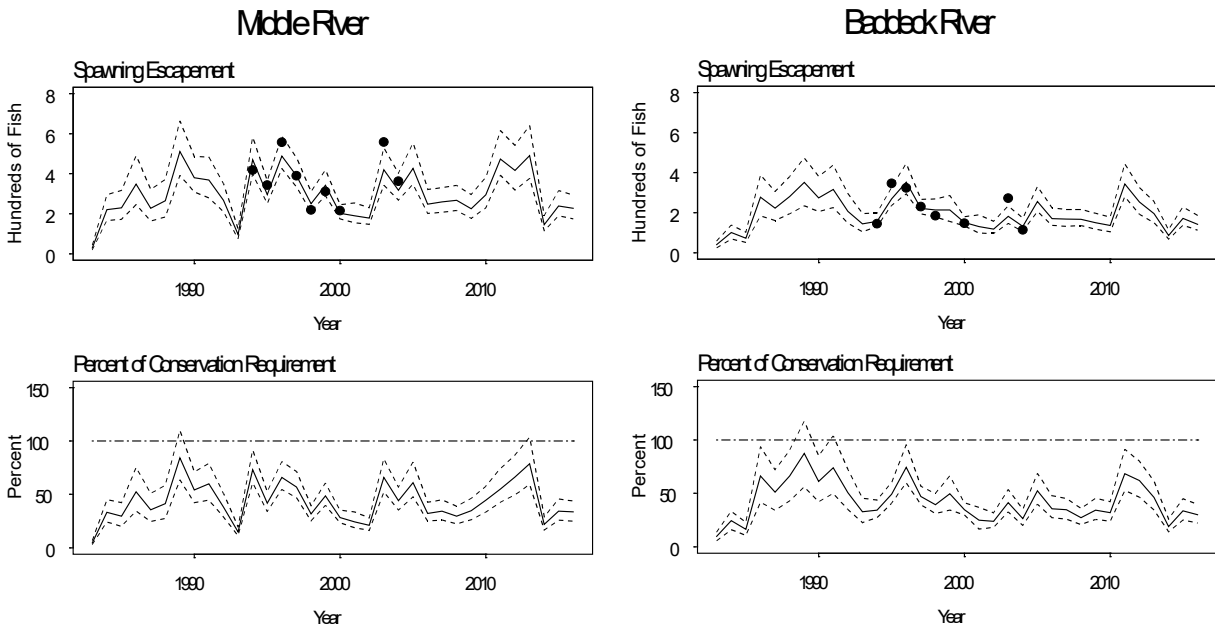 Middle River
Spawning Escapement
Hundreds of Fish
8
6
4
2
0
1990
2000
2010
Year
Percent of Conservation Requirement
Percent
150
100
50
0
1990
2000
2010
Year
Baddeck River
Spawning Escapement
Hundreds of Fish
8
6
4
2
0
1990
2000
2010
Year
Percent of Conservation Requirement
Percent
150
100
50
0
1990
2000
2010
Year